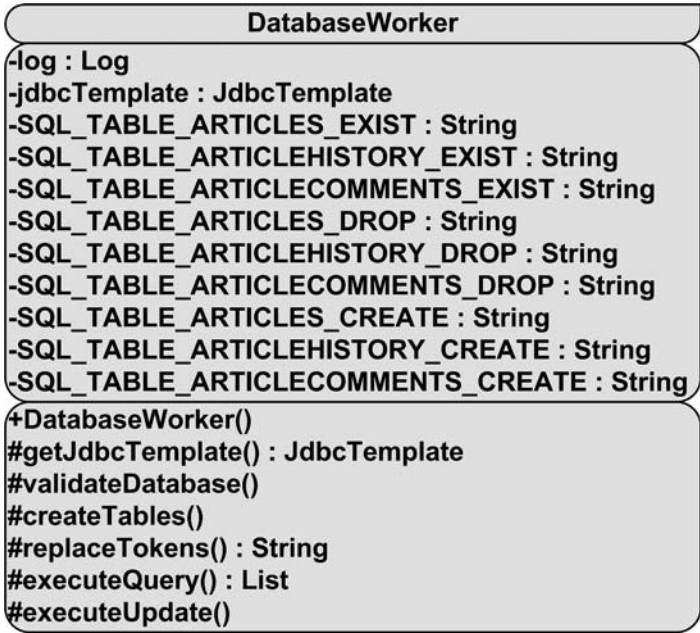 DatabaseWorker
-log : Log
-jdbcTemplate : JdbcTemplate
-SQL_TABLE_ARTICLES_EXIST : String
-SQL_TABLE_ARTICLEHISTORY_EXIST : String
-SQL_TABLE_ARTICLECOMMENTS_EXIST : String
-SQL_TABLE_ARTICLES_DROP : String
-SQL_TABLE_ARTICLEHISTORY_DROP : String
-SQL_TABLE_ARTICLECOMMENTS_DROP : String
-SQL_TABLE_ARTICLES_CREATE : String
-SQL_TABLE_ARTICLEHISTORY_CREATE : String
-SQL_TABLE_ARTICLECOMMENTS_CREATE : String
+DatabaseWorker()
#getJdbcTemplate() : JdbcTemplate
#validateDatabase()
#createTables()
#replaceTokens() : String
#executeQuery() : List
#executeUpdate()